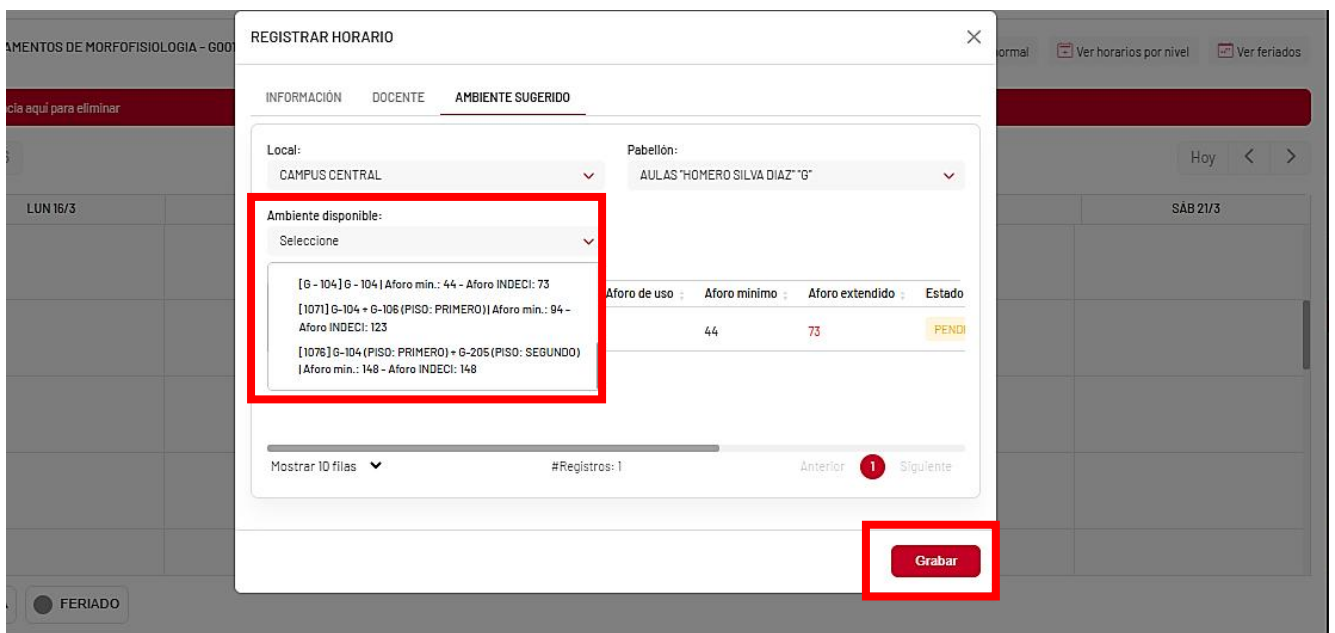 REGISTRAR HORARIO
AMENTOS DE MORFOFISIOLOGIA - G001
ormal
Ver horarios por nivel
Ver feriados
INFORMACIÓN DOCENTE AMBIENTE SUGERIDO
cia aquí para eliminar
Local:
Pabellón:
CAMPUS CENTRAL
AULAS "HOMERO SILVA DIAZ" "G"
Hoy
LUN 16/3
SÁB 21/3
Ambiente disponible:
Seleccione
[G - 104] G - 104 | Aforo min.: 44 - Aforo INDECI: 73
[1071] G-104 + G-106 (PISO: PRIMERO) | Aforo min.: 94 -
Aforo INDECI: 123
[1076] G-104 (PISO: PRIMERO) + G-205 (PISO: SEGUNDO)
| Aforo min.: 148 - Aforo INDECI: 148
Aforo de uso Aforo minimo Aforo extendido Estado
44 73 PENDI
Mostrar 10 filas
#Registros: 1
Anterior 1 Siguiente
Grabar
FERIADO